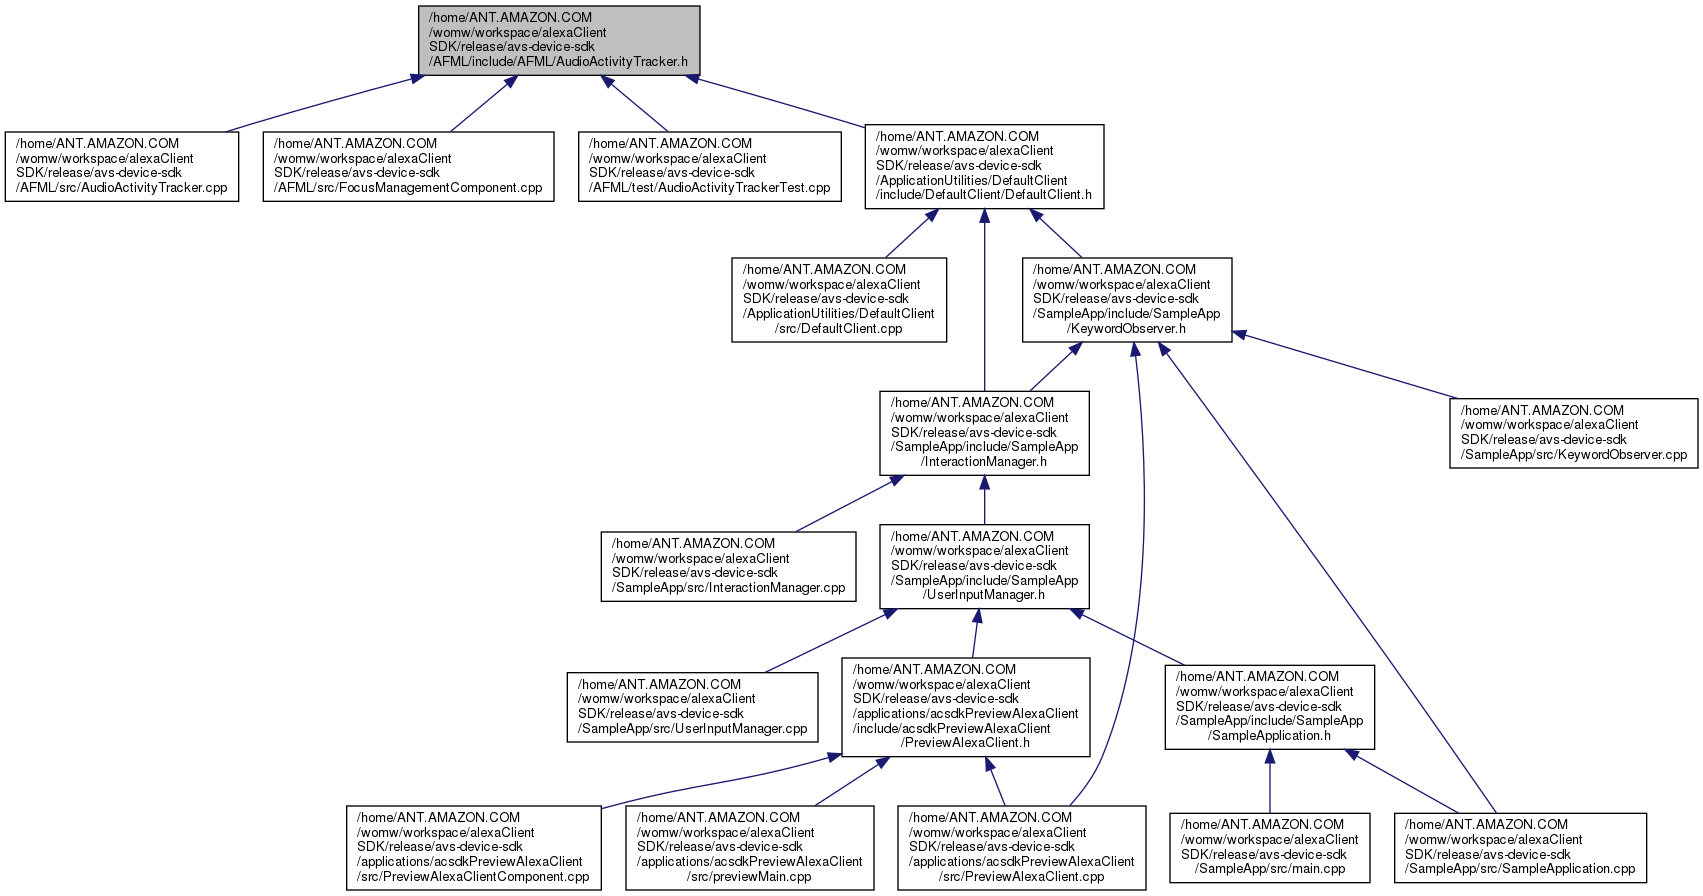 /home/ANT.AMAZON.COM
/womw/workspace/alexaClient
SDK/release/avs-device-sdk
/AFML/include/AFML/AudioActivityTracker.h
/home/ANT.AMAZON.COM
/womw/workspace/alexaClient
SDK/release/avs-device-sdk
/AFML/src/AudioActivityTracker.cpp
/home/ANT.AMAZON.COM
/womw/workspace/alexaClient
SDK/release/avs-device-sdk
/AFML/src/FocusManagementComponent.cpp
/home/ANT.AMAZON.COM
/womw/workspace/alexaClient
SDK/release/avs-device-sdk
/AFML/test/AudioActivityTrackerTest.cpp
/home/ANT.AMAZON.COM
/womw/workspace/alexaClient
SDK/release/avs-device-sdk
/ApplicationUtilities/DefaultClient
/include/DefaultClient/DefaultClient.h
/home/ANT.AMAZON.COM
/womw/workspace/alexaClient
SDK/release/avs-device-sdk
/ApplicationUtilities/DefaultClient
/src/DefaultClient.cpp
/home/ANT.AMAZON.COM
/womw/workspace/alexaClient
SDK/release/avs-device-sdk
/SampleApp/include/SampleApp
/KeywordObserver.h
/home/ANT.AMAZON.COM
/womw/workspace/alexaClient
SDK/release/avs-device-sdk
/SampleApp/include/SampleApp
/InteractionManager.h
/home/ANT.AMAZON.COM
/womw/workspace/alexaClient
SDK/release/avs-device-sdk
/SampleApp/src/KeywordObserver.cpp
/home/ANT.AMAZON.COM
/womw/workspace/alexaClient
SDK/release/avs-device-sdk
/SampleApp/src/InteractionManager.cpp
/home/ANT.AMAZON.COM
/womw/workspace/alexaClient
SDK/release/avs-device-sdk
/SampleApp/include/SampleApp
/UserInputManager.h
/home/ANT.AMAZON.COM
/womw/workspace/alexaClient
SDK/release/avs-device-sdk
/SampleApp/src/UserInputManager.cpp
/home/ANT.AMAZON.COM
/womw/workspace/alexaClient
SDK/release/avs-device-sdk
/applications/acsdkPreviewAlexaClient
/include/acsdkPreviewAlexaClient
/PreviewAlexaClient.h
/home/ANT.AMAZON.COM
/womw/workspace/alexaClient
SDK/release/avs-device-sdk
/SampleApp/include/SampleApp
/SampleApplication.h
/home/ANT.AMAZON.COM
/womw/workspace/alexaClient
SDK/release/avs-device-sdk
/applications/acsdkPreviewAlexaClient
/src/PreviewAlexaClientComponent.cpp
/home/ANT.AMAZON.COM
/womw/workspace/alexaClient
SDK/release/avs-device-sdk
/applications/acsdkPreviewAlexaClient
/src/previewMain.cpp
/home/ANT.AMAZON.COM
/womw/workspace/alexaClient
SDK/release/avs-device-sdk
/applications/acsdkPreviewAlexaClient
/src/PreviewAlexaClient.cpp
/home/ANT.AMAZON.COM
/womw/workspace/alexaClient
SDK/release/avs-device-sdk
/SampleApp/src/main.cpp
/home/ANT.AMAZON.COM
/womw/workspace/alexaClient
SDK/release/avs-device-sdk
/SampleApp/src/SampleApplication.cpp